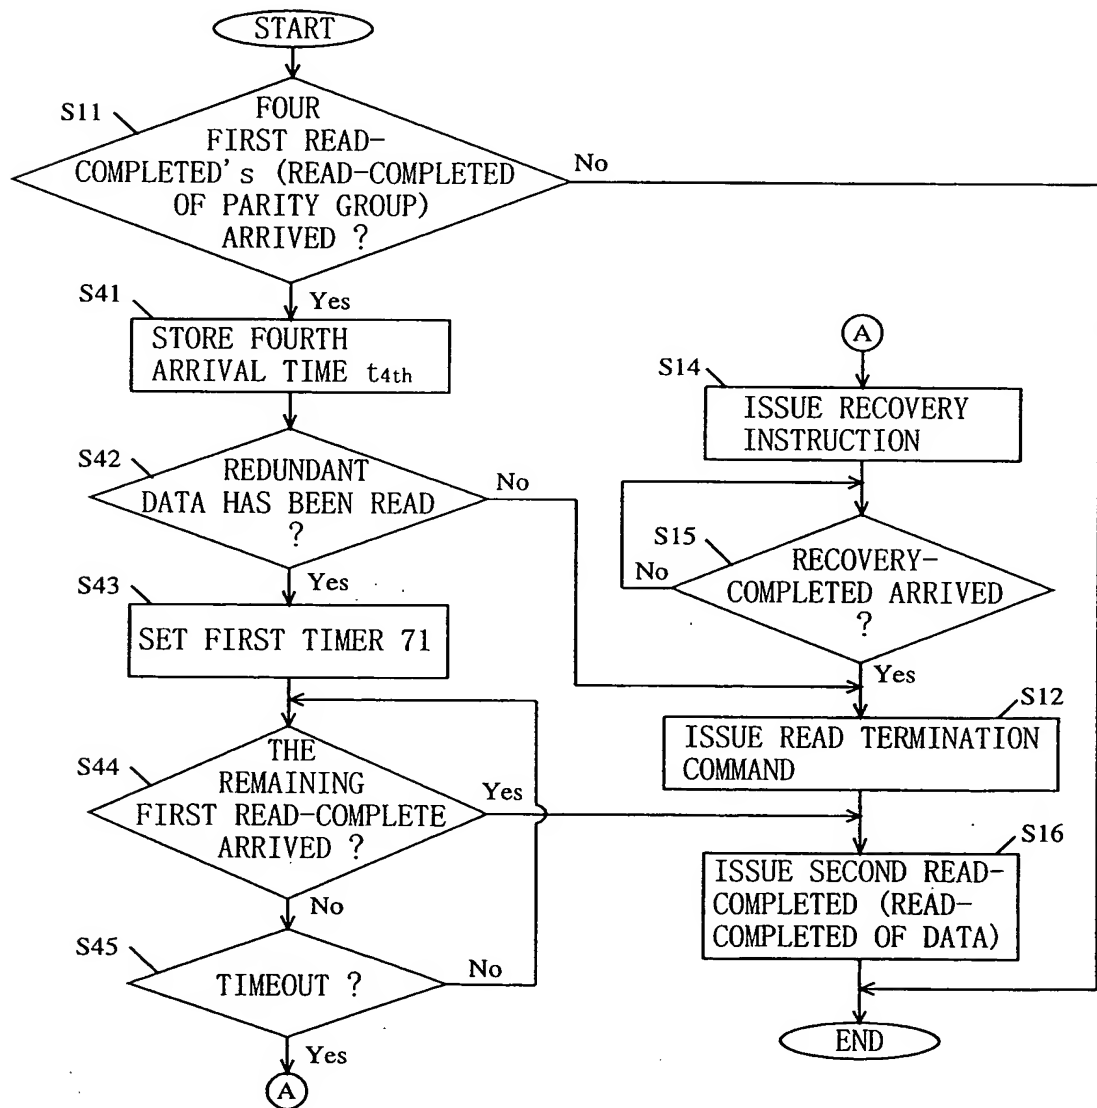 START
S11
FOUR
FIRST READ-
COMPLETED's (READ-COMPLETED
OF PARITY GROUP)
ARRIVED ?
No
Yes
S41
STORE FOURTH
ARRIVAL TIME t4th
S42
REDUNDANT
DATA HAS BEEN READ
?
No
Yes
S43
SET FIRST TIMER 71
S44
THE
REMAINING
FIRST READ-COMPLETE
ARRIVED ?
Yes
No
S45
TIMEOUT ?
No
Yes
A
A
S14
ISSUE RECOVERY
INSTRUCTION
S15
RECOVERY-
COMPLETED ARRIVED
?
No
Yes
S12
ISSUE READ TERMINATION
COMMAND
S16
ISSUE SECOND READ-
COMPLETED (READ-
COMPLETED OF DATA)
END